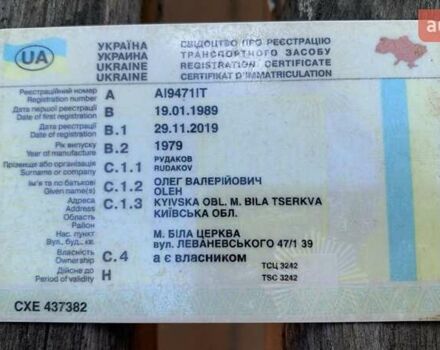 UA
УКРАЇНА
УКРАИНА
UKRAINE
UKRAINE
СВІДОЦТВО ПРО РЕЄСТРАЦІЮ
ТРАНСПОРТНОГО ЗАСОБУ
REGISTRATION CERTIFICATE
CERTIFIKAT D'IMMATRICULATION
Реєстраційний номер
Registration number
A
AI9471IT
Дата першої реєстрації
Date of first registration
B
19.01.1989
Дата реєстрації
Date of registration
B.1
29.11.2019
Рік випуску
Year of manufacture
B.2
1979
Прізвище або організація
Surname or company
C.1.1
РУДАКОВ
RUDAKOV
Ім'я та по батькові
Given name(s)
C.1.2
ОЛЕГ ВАЛЕРІЙОВИЧ
OLEH
Адреса
Address
Область
Район
Нас. пункт
Вул., буд., кв.
C.1.3
KYIVSKA OBL. M. BILA TSERKVA
КИЇВСЬКА ОБЛ.
М. БІЛА ЦЕРКВА
вул. ЛЕВАНЕВСЬКОГО 47/1 39
Власність
Ownership
C.4
а є власником
Дійсне до
Period of validity
H
ТСЦ 3242
TSC 3242
CXE 437382